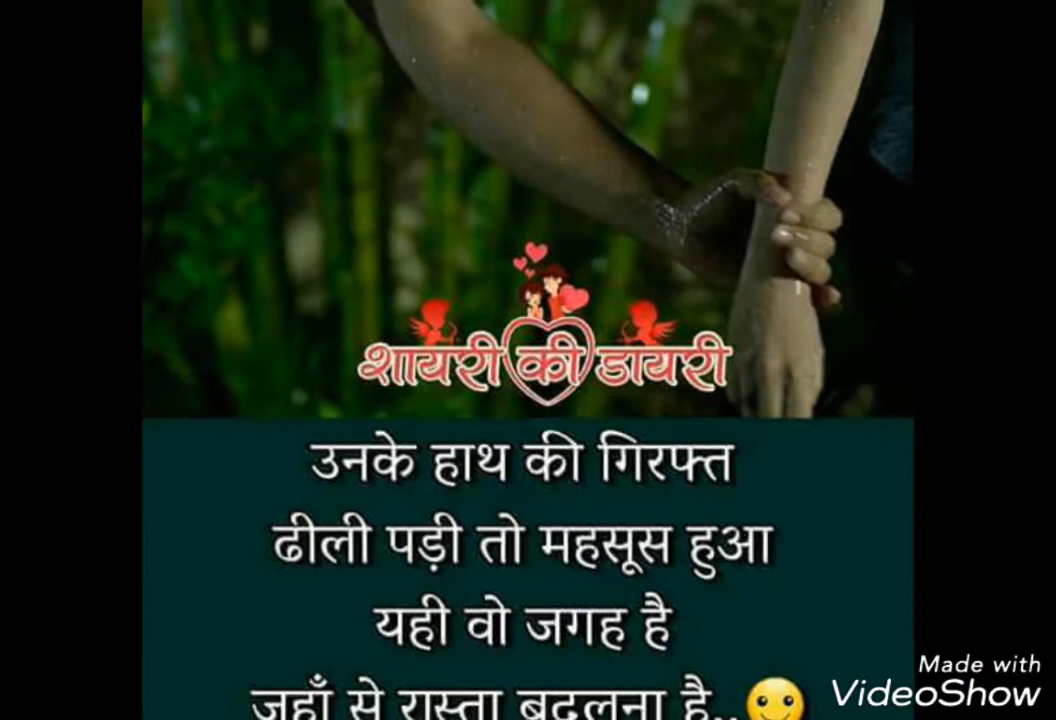 शायरी की डायरी
उनके हाथ की गिरफ्त
ढीली पड़ी तो महसूस हुआ
यही वो जगह है
जहाँ से रास्ता बदलना है..
Made with
VideoShow